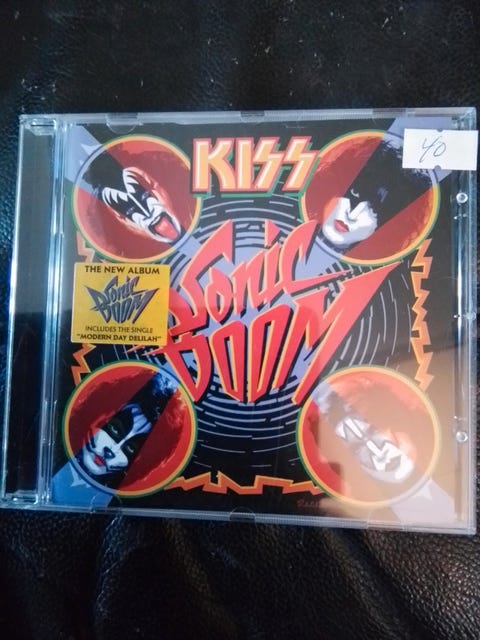 KISS
40
SONIC
BOOM
THE NEW ALBUM
SONIC
BOOM
INCLUDES THE SINGLE
"MODERN DAY DELILAH"